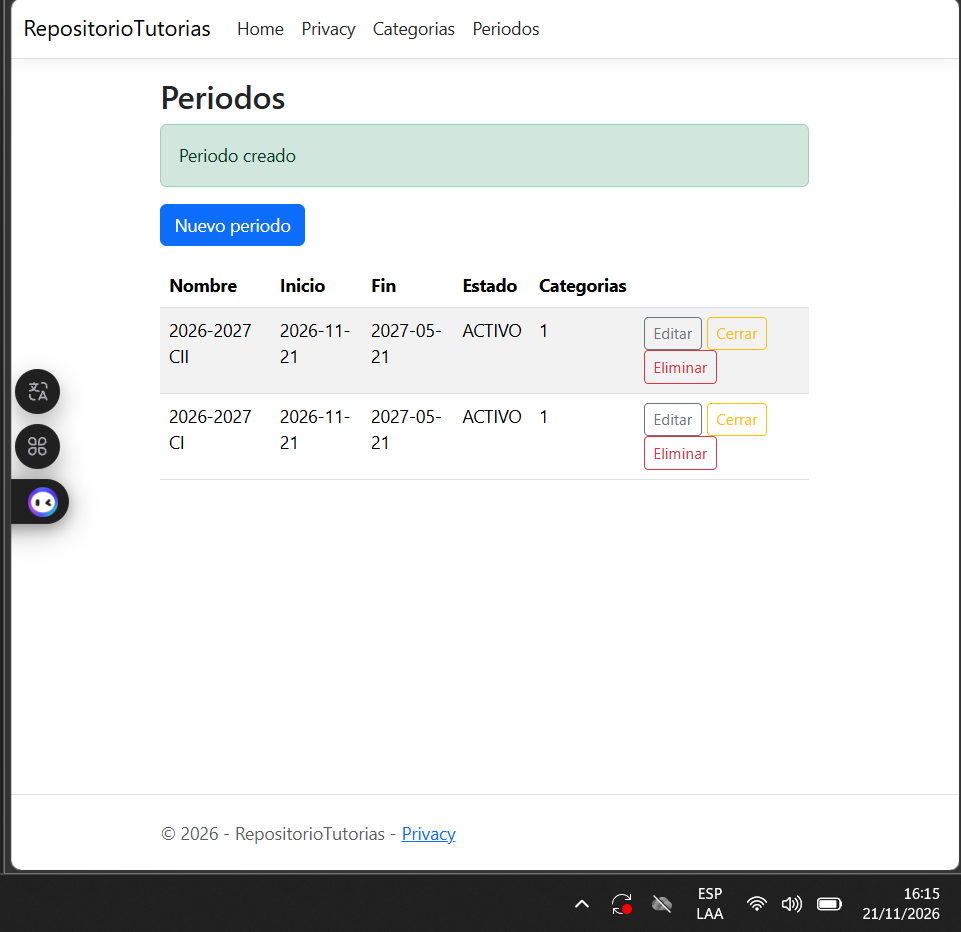 RepositorioTutorias Home Privacy Categorias Periodos
Periodos
Periodo creado
Nuevo periodo
Nombre Inicio Fin Estado Categorias
2026-2027 2026-11- 2027-05- ACTIVO 1 Editar Cerrar
CII 21 21 Eliminar
2026-2027 2026-11- 2027-05- ACTIVO 1 Editar Cerrar
CI 21 21 Eliminar
© 2026 - RepositorioTutorias - Privacy
ESP 16:15
LAA 21/11/2026